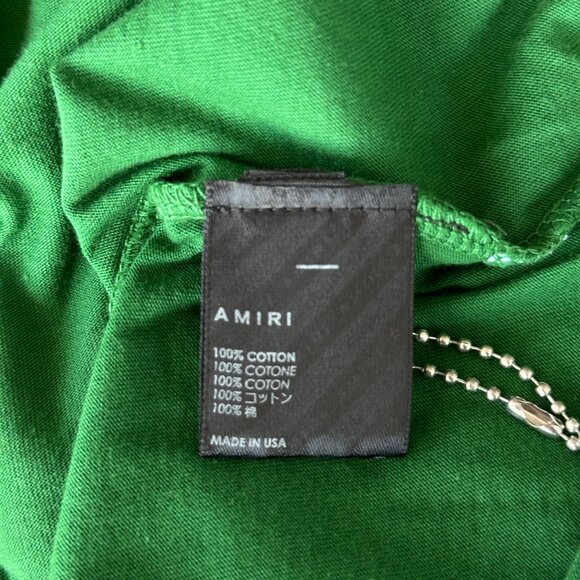 AMIRI
100% COTTON
100% COTONE
100% COTON
100% コットン
100% 棉
MADE IN USA